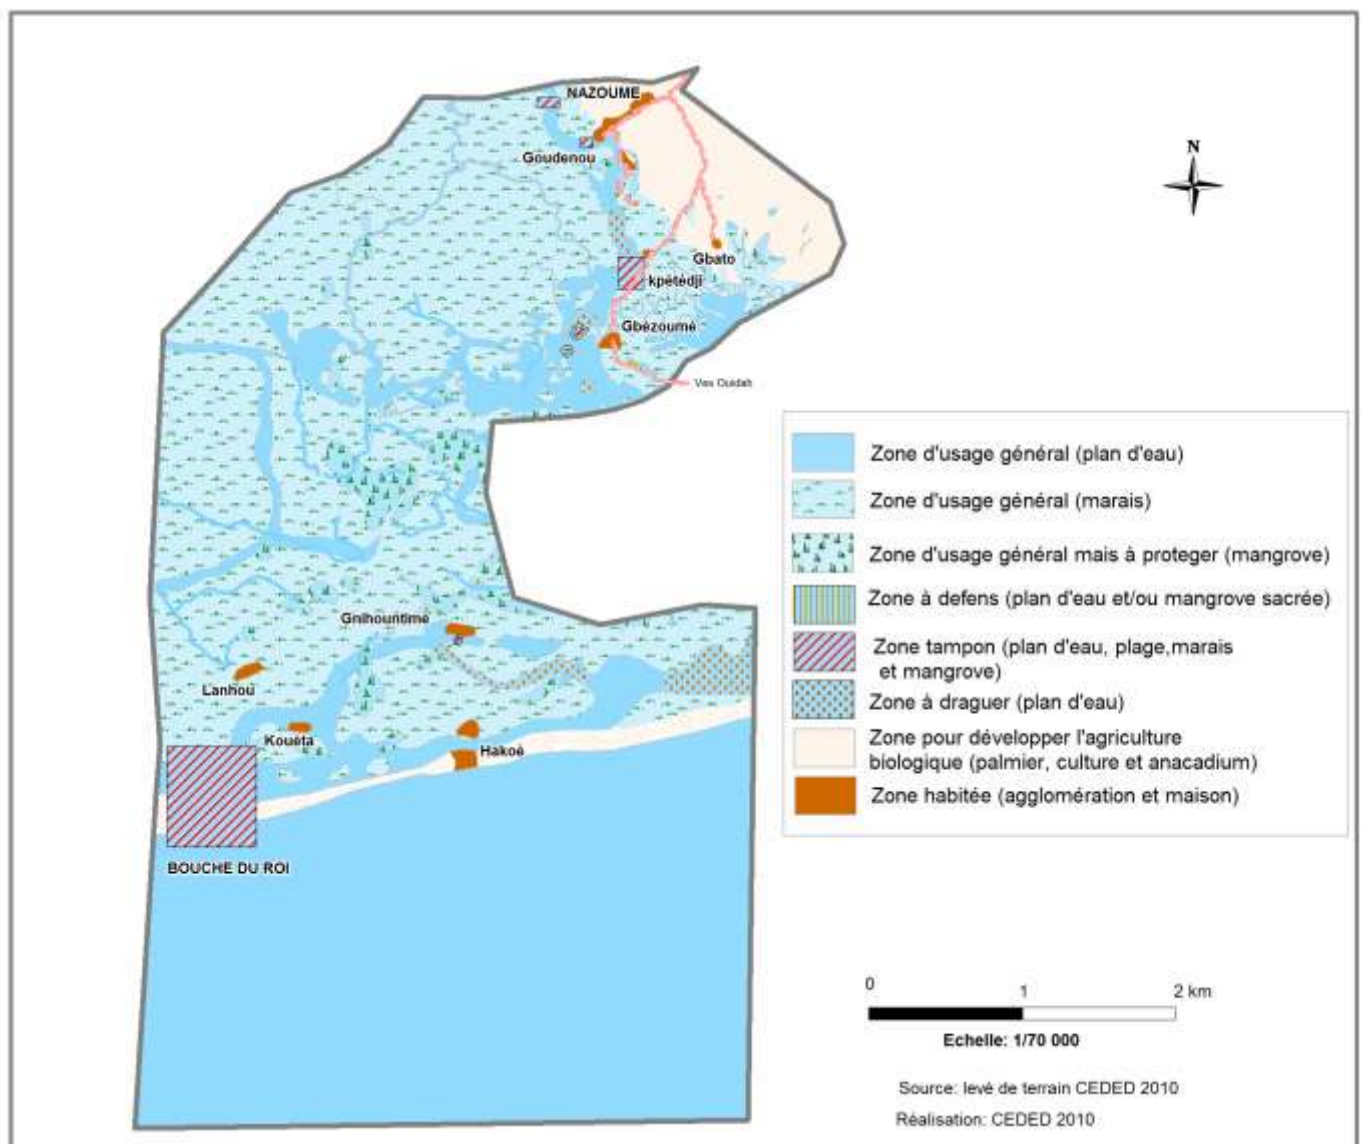 NAZOUME
N
Goudenou
Gbato
kpétédji
Gbézoumé
Ves Ouidah
Zone d'usage général (plan d'eau)
Zone d'usage général (marais)
Zone d'usage général mais à proteger (mangrove)
Zone à defens (plan d'eau et/ou mangrove sacrée)
Zone tampon (plan d'eau, plage,marais
et mangrove)
Zone à draguer (plan d'eau)
Zone pour développer l'agriculture
biologique (palmier, culture et anacadium)
Zone habitée (agglomération et maison)
Gnihountimé
Lanhou
Kouéta
Hakoé
BOUCHE DU ROI
0 1 2 km
Echelle: 1/70 000
Source: levé de terrain CEDED 2010
Réalisation: CEDED 2010